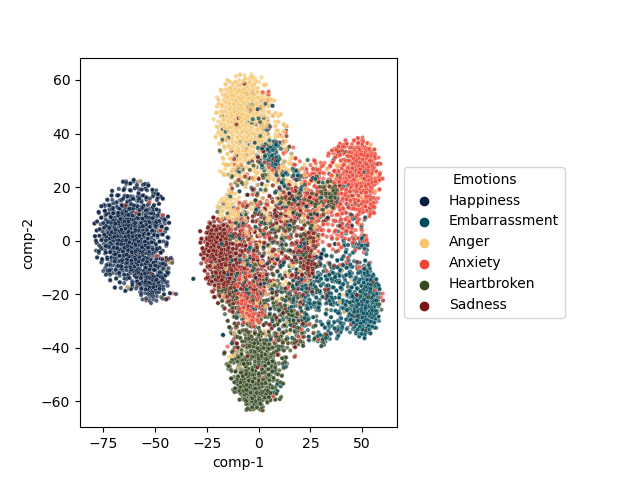 60
40
20
0
−20
−40
−60
comp-2
−75
−50
−25
0
25
50
comp-1
Emotions
Happiness
Embarrassment
Anger
Anxiety
Heartbroken
Sadness